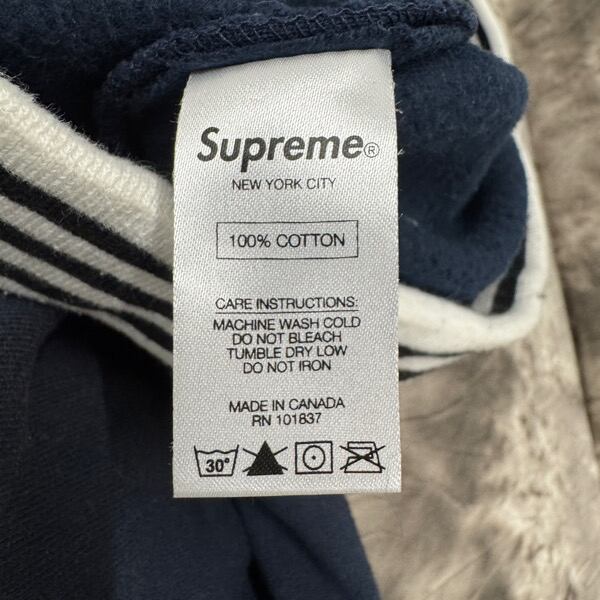 Supreme®
NEW YORK CITY
100% COTTON
CARE INSTRUCTIONS:
MACHINE WASH COLD
DO NOT BLEACH
TUMBLE DRY LOW
DO NOT IRON
MADE IN CANADA
RN 101837
30°